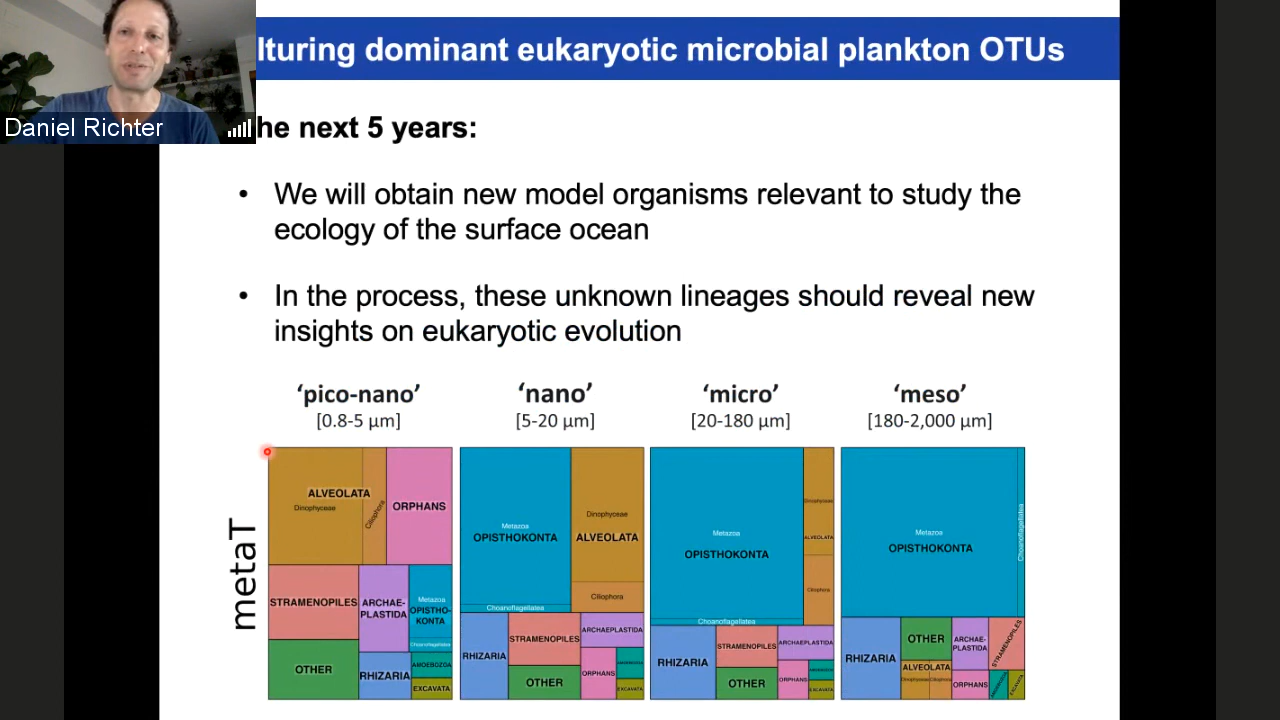 lturing dominant eukaryotic microbial plankton OTUs
Daniel Richter
he next 5 years:
• We will obtain new model organisms relevant to study the
ecology of the surface ocean
• In the process, these unknown lineages should reveal new
insights on eukaryotic evolution
‘pico-nano’
[0.8-5 µm]
‘nano’
[5-20 µm]
‘micro’
[20-180 µm]
‘meso’
[180-2,000 µm]
metaT
ALVEOLATA
Dinophyceae
Ciliophora
ORPHANS
STRAMENOPILES
ARCHAE-
PLASTIDA
Metazoa
OPISTHO-
KONTA
Choanoflagellatea
OTHER
RHIZARIA
AMOEBOZOA
EXCAVATA
Metazoa
OPISTHOKONTA
Choanoflagellatea
Dinophyceae
ALVEOLATA
Ciliophora
RHIZARIA
STRAMENOPILES
OTHER
ARCHAEPLASTIDA
ORPHANS
AMOEBOZOA
EXCAVATA
Metazoa
OPISTHOKONTA
Choanoflagellatea
Dinophyceae
ALVEOLATA
Ciliophora
RHIZARIA
STRAMENOPILES
OTHER
ARCHAEPLASTIDA
ORPHANS
EXCAVATA
Metazoa
OPISTHOKONTA
Choanoflagellatea
RHIZARIA
OTHER
ALVEOLATA
Dinophyceae
Ciliophora
ARCHAE-
PLASTIDA
ORPHANS
STRAMENOPILES
EXCAVATA